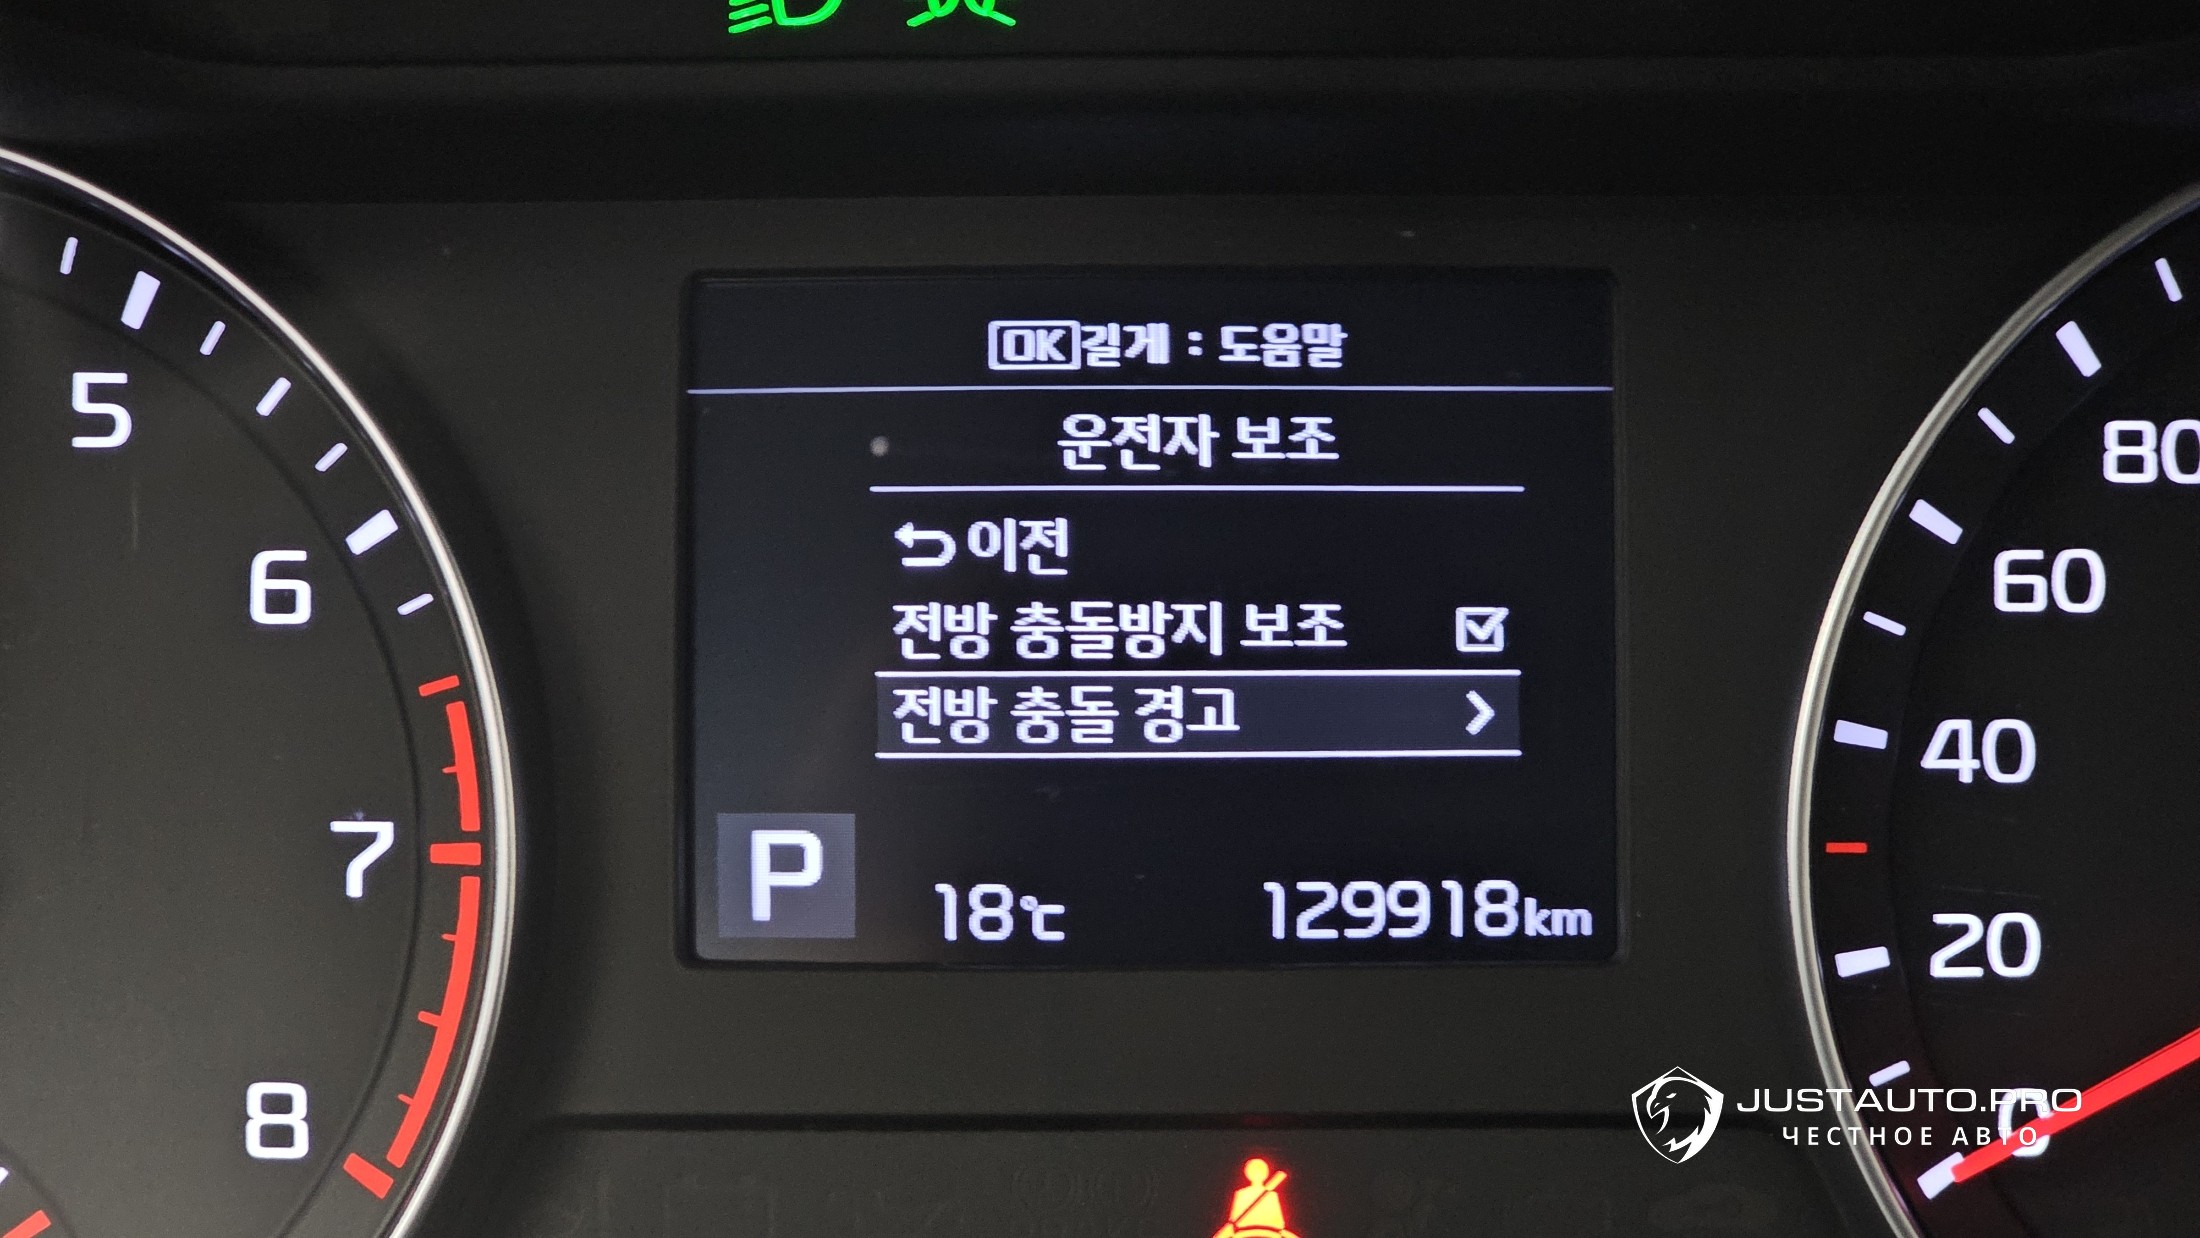 OK길게 : 도움말
운전자 보조
이전
전방 충돌방지 보조
전방 충돌 경고
P
18℃
129918km
5
6
7
8
80
60
40
20
0
JUSTAUTO.PRO
ЧЕСТНОЕ АВТО